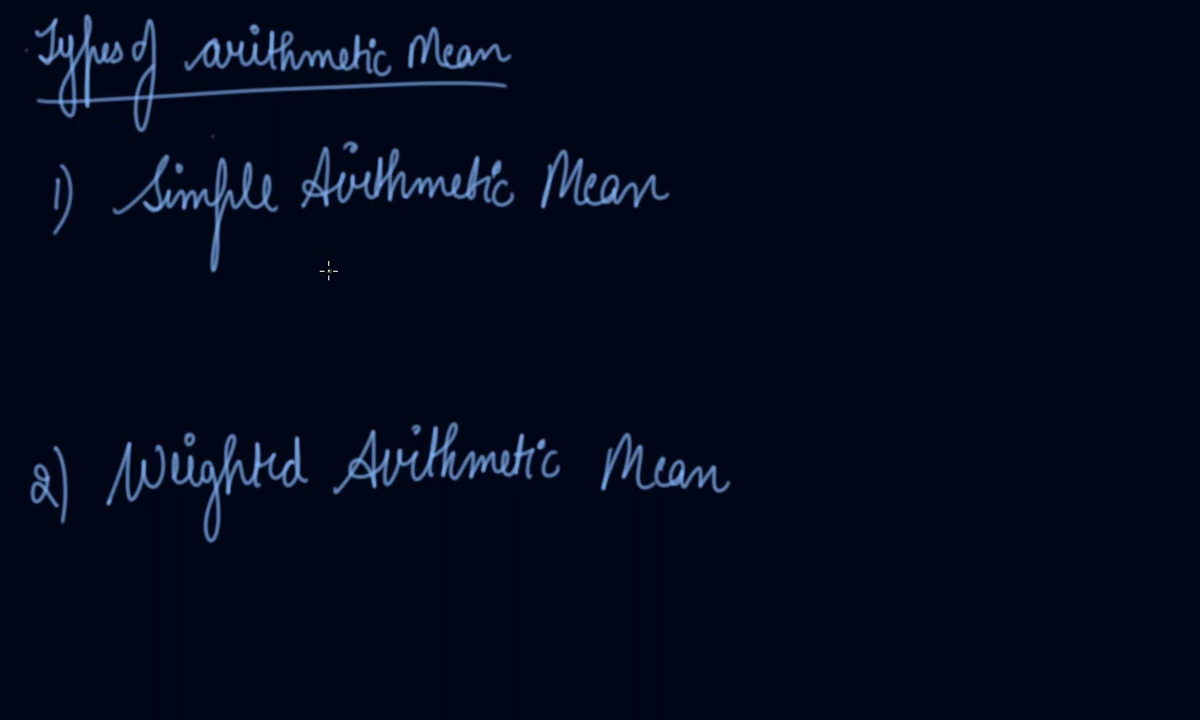 Types of arithmetic Mean
1) Simple Arithmetic Mean
2) Weighted Arithmetic Mean